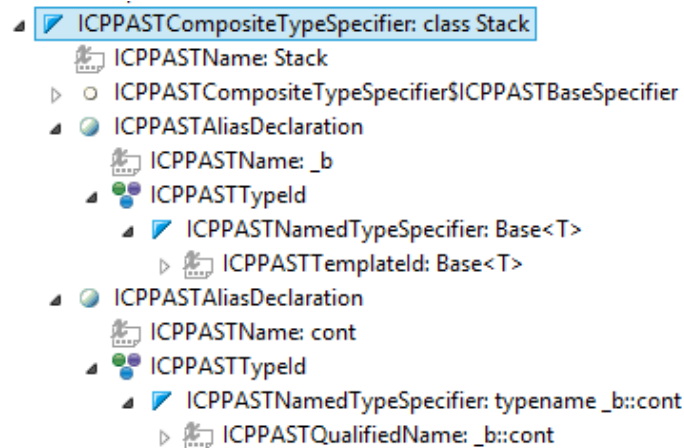 ICPPASTCompositeTypeSpecifier: class Stack
ICPPASTName: Stack
ICPPASTCompositeTypeSpecifier$ICPPASTBaseSpecifier
ICPPASTAliasDeclaration
ICPPASTName: _b
ICPPASTTypeId
ICPPASTNamedTypeSpecifier: Base<T>
ICPPASTTemplateId: Base<T>
ICPPASTAliasDeclaration
ICPPASTName: cont
ICPPASTTypeId
ICPPASTNamedTypeSpecifier: typename _b::cont
ICPPASTQualifiedName: _b::cont